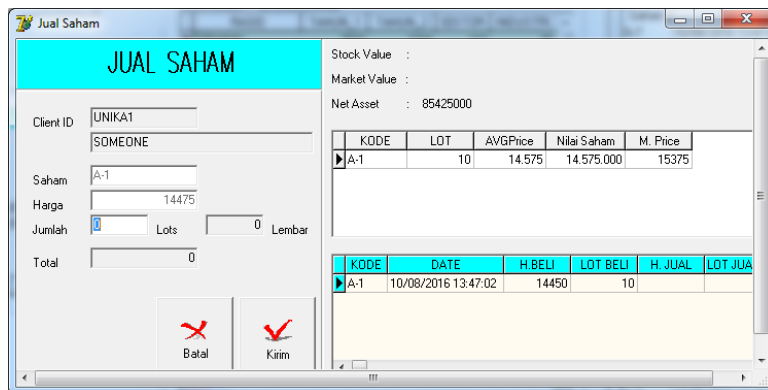 Jual Saham
JUAL SAHAM
Client ID
UNIKA1
SOMEONE
Saham
A-1
Harga
14475
Jumlah
0
Lots
0
Lembar
Total
0
Batal
Kirim
Stock Value :
Market Value :
Net Asset : 85425000
KODE LOT AVGPrice Nilai Saham M. Price
A-1 10 14.575 14.575.000 15375
KODE DATE H.BELI LOT BELI H. JUAL LOT JUA
A-1 10/08/2016 13:47:02 14450 10